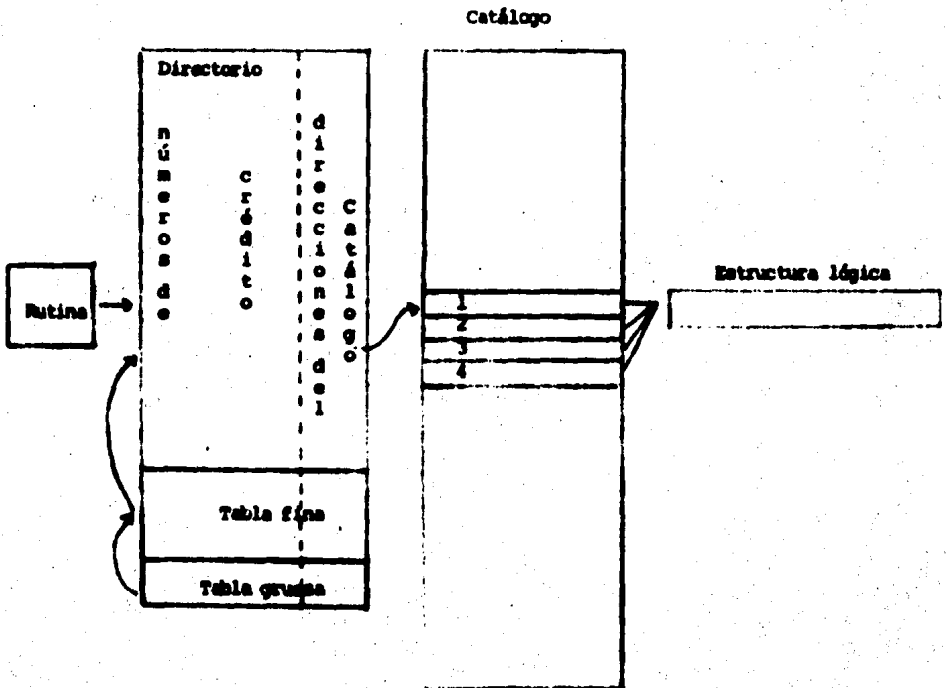 Catálogo
Directorio
números de
crédito
direcciones del
Catálogo
Rutina
1
2
3
4
Estructura lógica
Tabla fina
Tabla gruesa